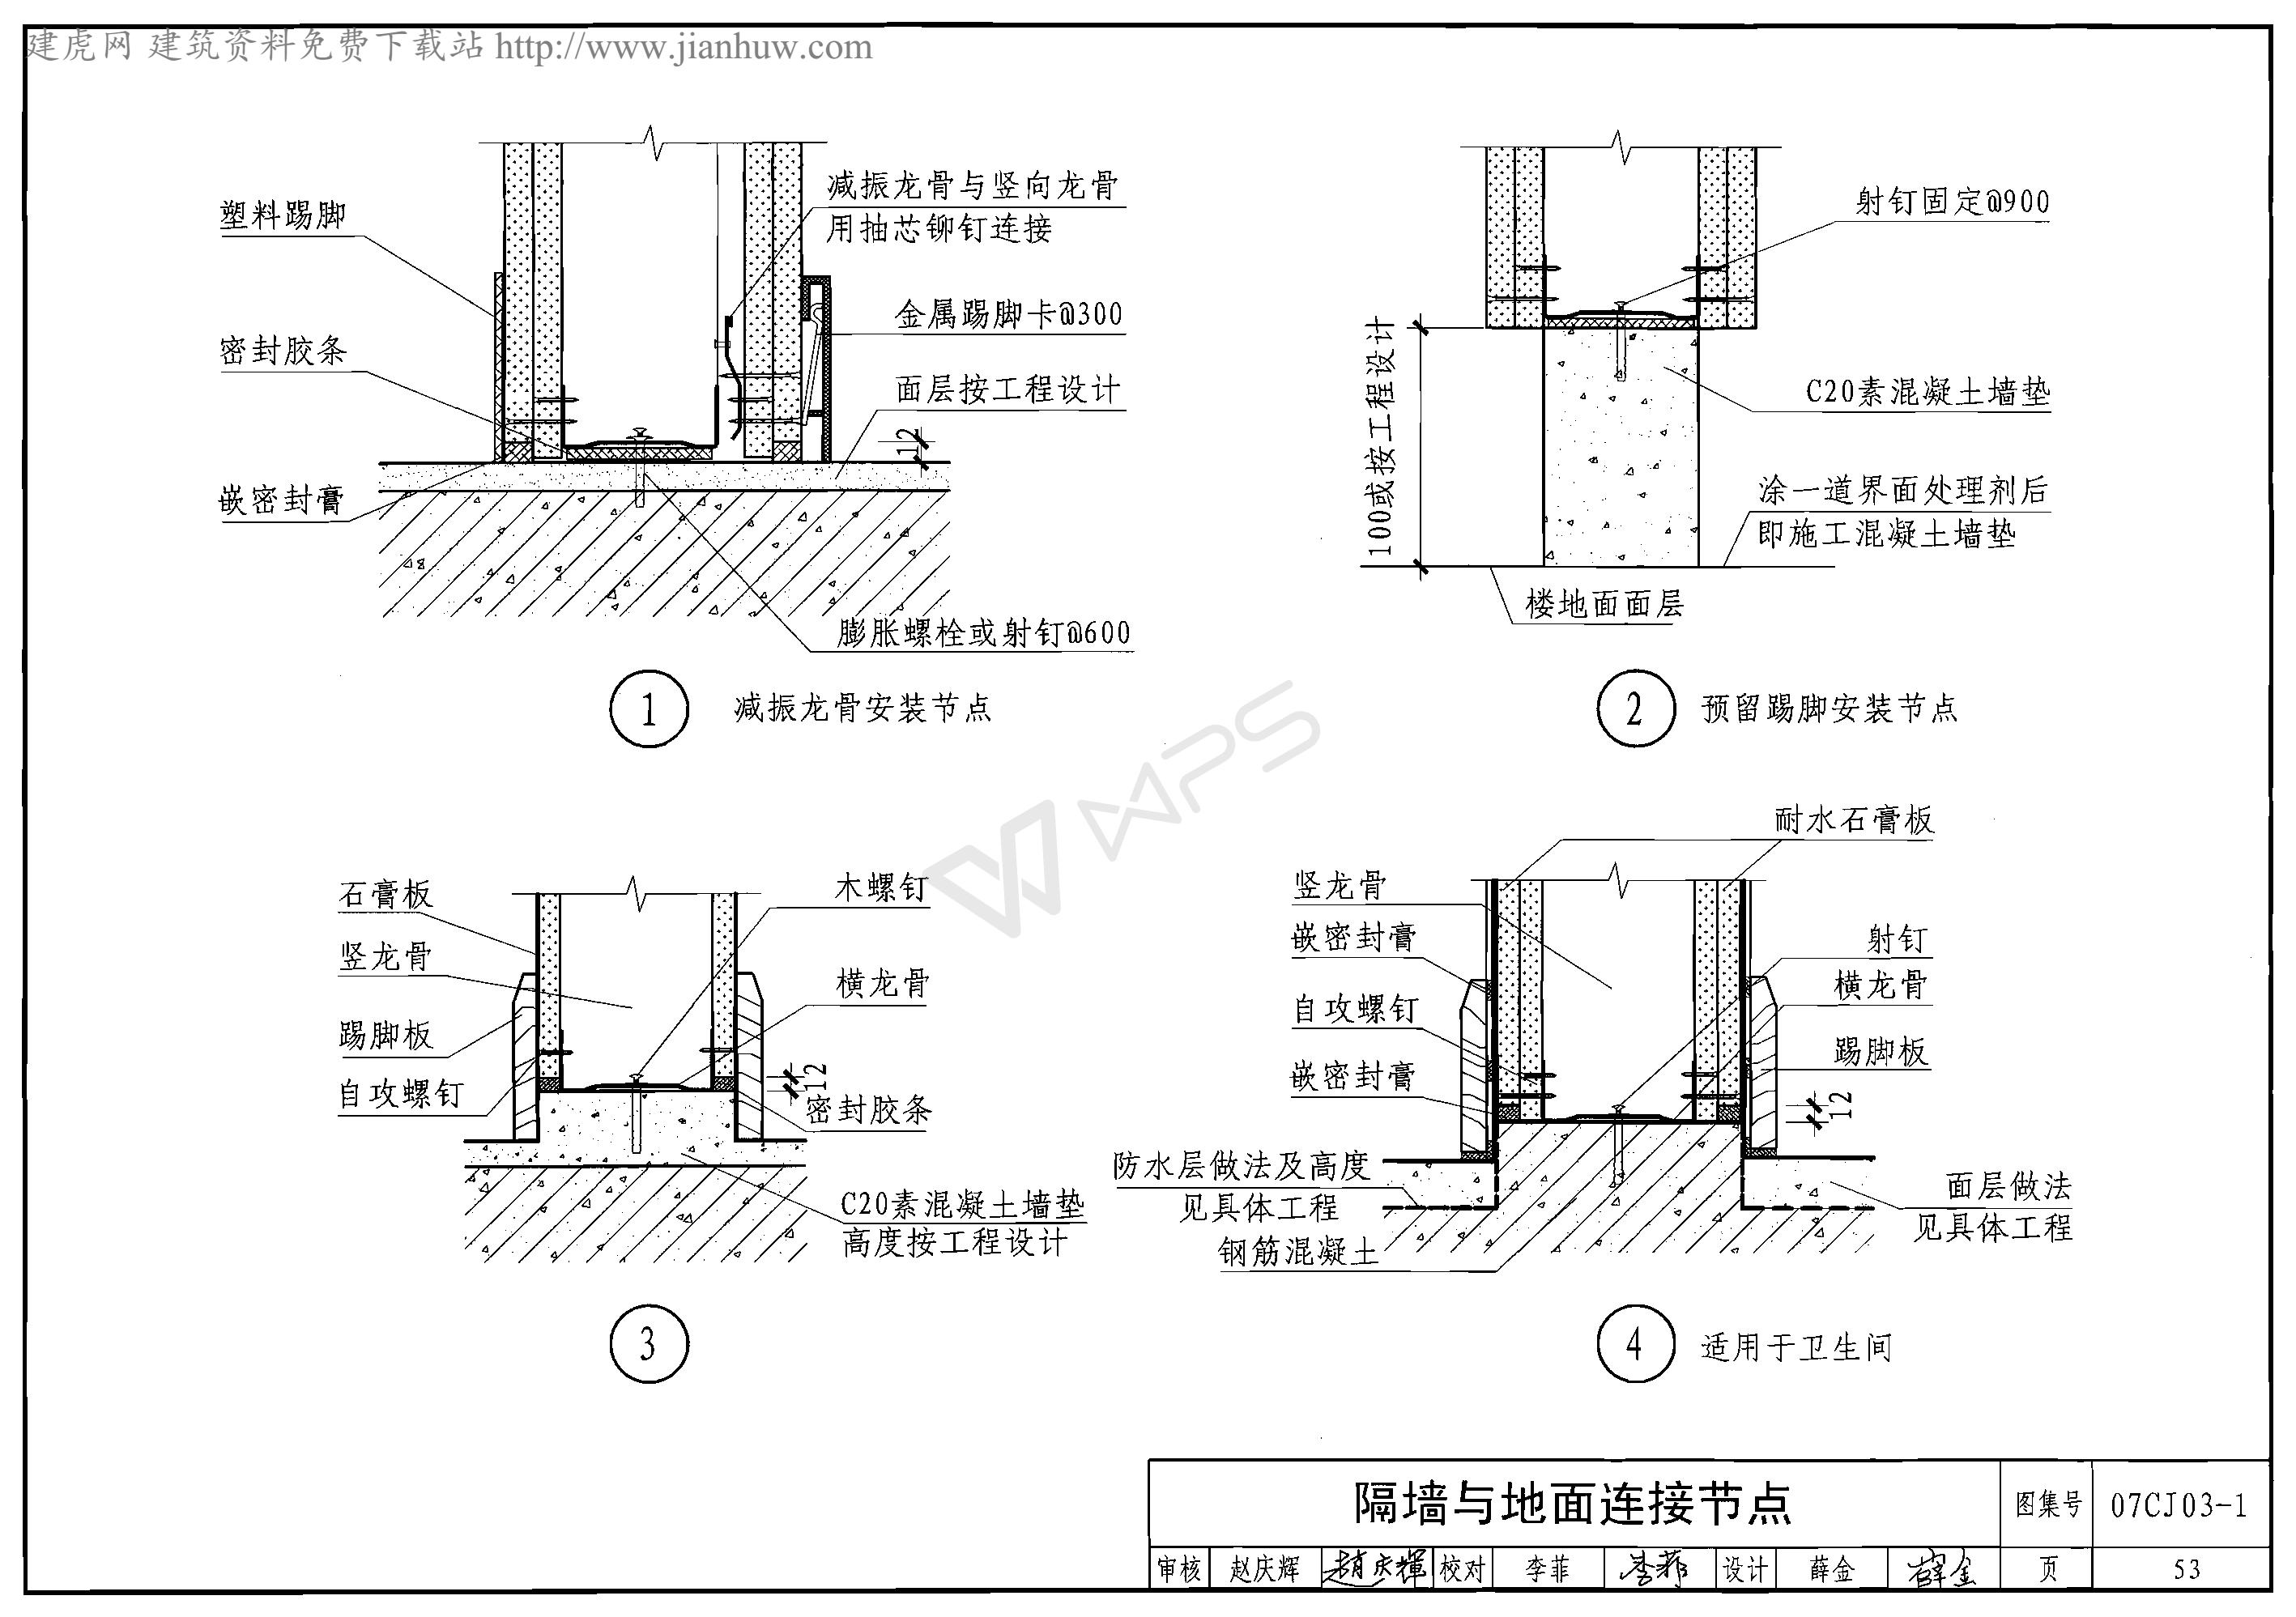 建虎网 建筑资料免费下载站 http://www.jianhuw.com
塑料踢脚
密封胶条
嵌密封膏
减振龙骨与竖向龙骨
用抽芯铆钉连接
金属踢脚卡@300
面层按工程设计
12
膨胀螺栓或射钉@600
1 减振龙骨安装节点
射钉固定@900
100或按工程设计
C20素混凝土墙垫
涂一道界面处理剂后
即施工混凝土墙垫
楼地面面层
2 预留踢脚安装节点
WPS
石膏板
竖龙骨
踢脚板
自攻螺钉
木螺钉
横龙骨
12
密封胶条
C20素混凝土墙垫
高度按工程设计
3
耐水石膏板
竖龙骨
嵌密封膏
自攻螺钉
嵌密封膏
防水层做法及高度
见具体工程
钢筋混凝土
射钉
横龙骨
踢脚板
12
面层做法
见具体工程
4 适用于卫生间
隔墙与地面连接节点 图集号 07CJ03-1
审核 赵庆辉 赵庆輝 校对 李菲 李菲 设计 薛金 薛金 页 53